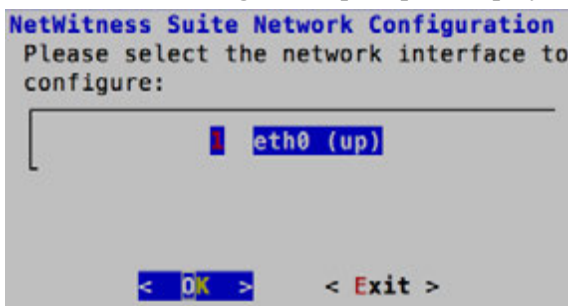 NetWitness Suite Network Configuration
Please select the network interface to
configure:
1 eth0 (up)
< OK > < Exit >